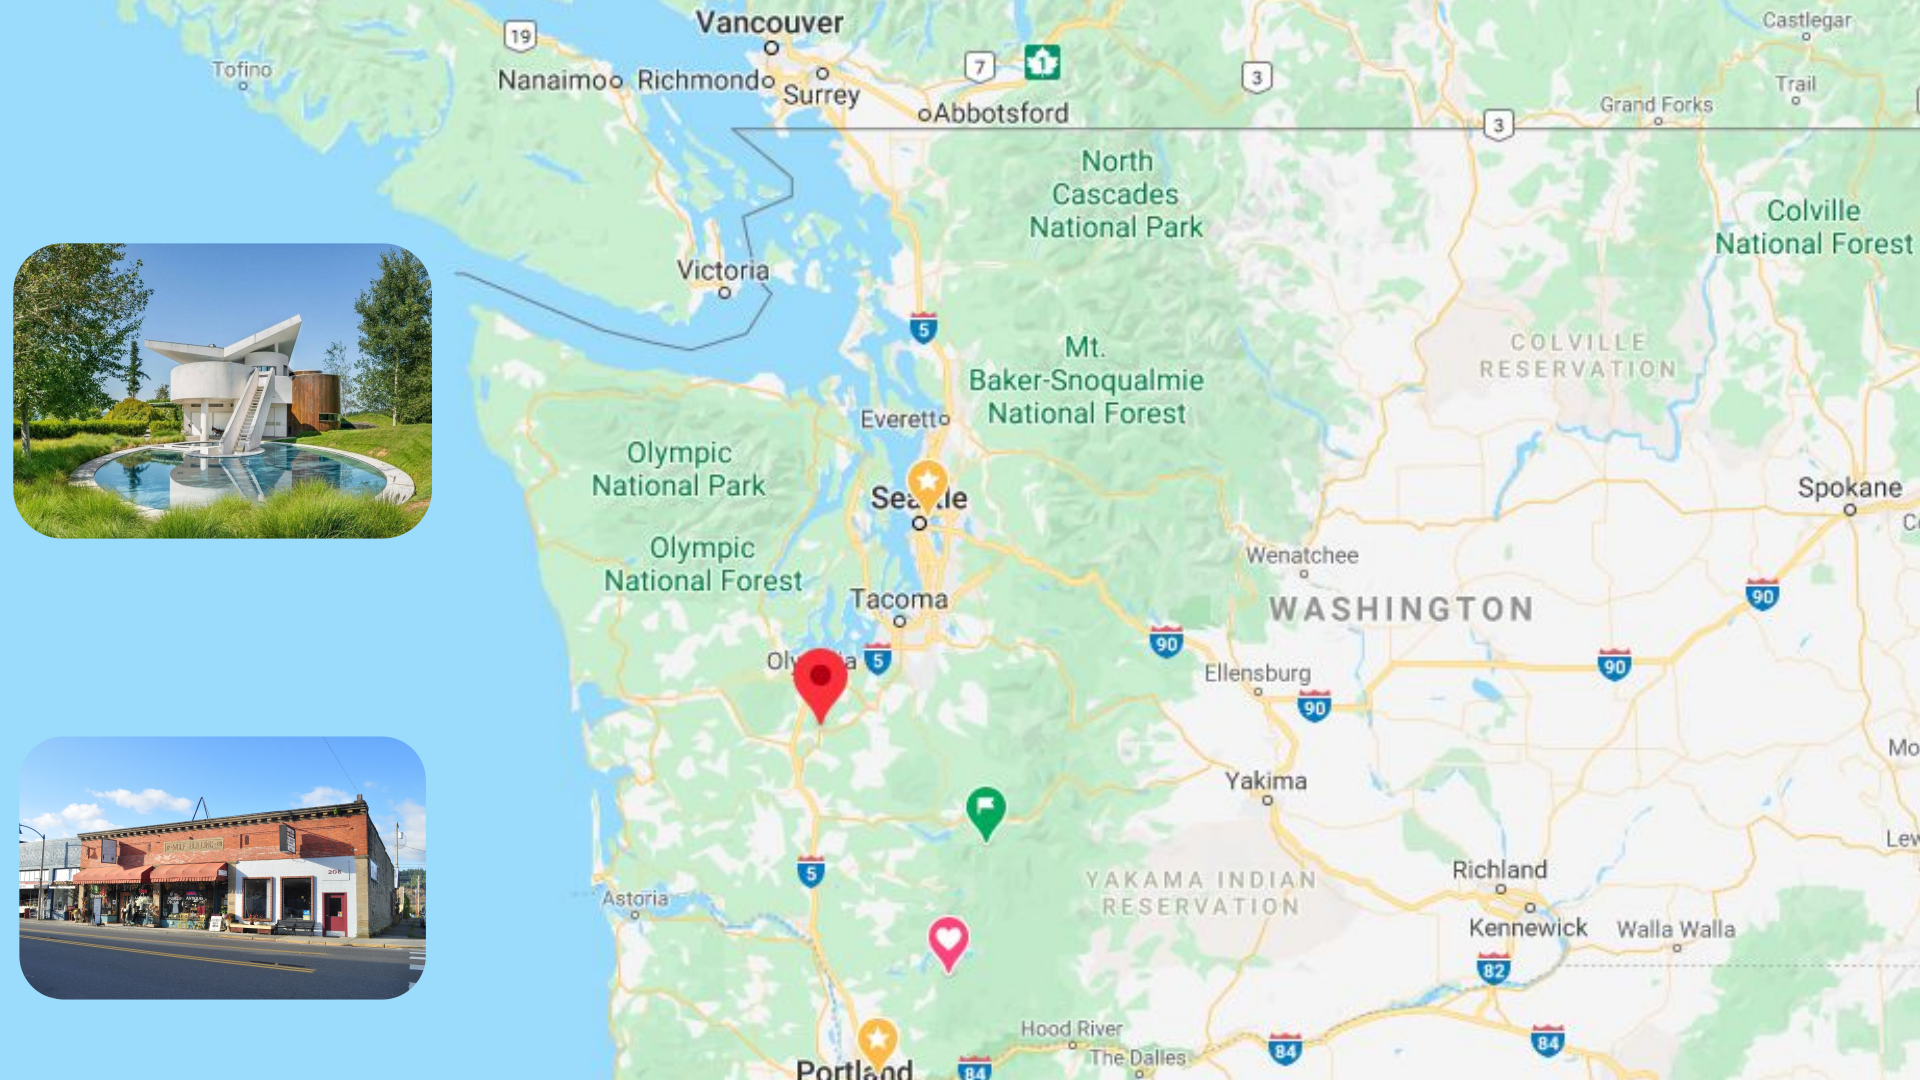 Vancouver
19
Castlegar
Tofino
7
1
3
Nanaimo
Richmond
Surrey
Trail
Abbotsford
Grand Forks
3
North
Cascades
National Park
Colville
National Forest
Victoria
5
COLVILLE
RESERVATION
Mt.
Baker-Snoqualmie
National Forest
Everett
Olympic
National Park
Spokane
Olympic
National Forest
Wenatchee
Tacoma
WASHINGTON
90
90
5
90
Ellensburg
90
Yakima
5
YAKAMA INDIAN
RESERVATION
Richland
Astoria
Kennewick
Walla Walla
82
Hood River
The Dalles
84
84
84
208